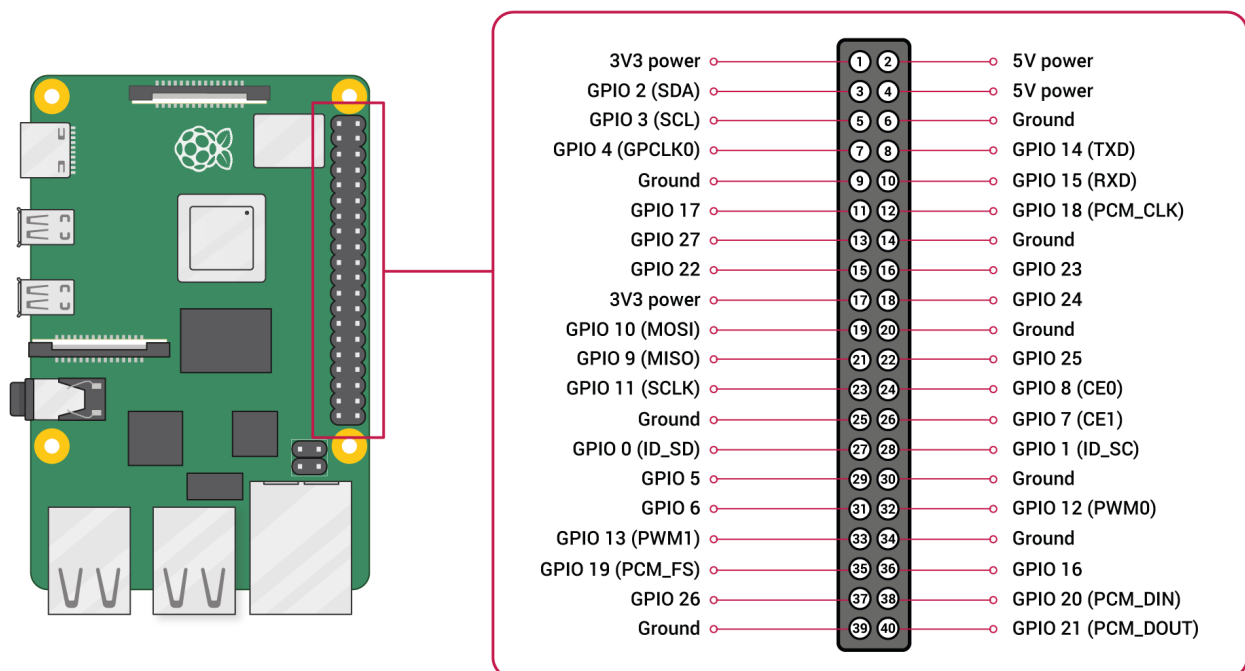 3V3 power 1 2 5V power
GPIO 2 (SDA) 3 4 5V power
GPIO 3 (SCL) 5 6 Ground
GPIO 4 (GPCLK0) 7 8 GPIO 14 (TXD)
Ground 9 10 GPIO 15 (RXD)
GPIO 17 11 12 GPIO 18 (PCM_CLK)
GPIO 27 13 14 Ground
GPIO 22 15 16 GPIO 23
3V3 power 17 18 GPIO 24
GPIO 10 (MOSI) 19 20 Ground
GPIO 9 (MISO) 21 22 GPIO 25
GPIO 11 (SCLK) 23 24 GPIO 8 (CE0)
Ground 25 26 GPIO 7 (CE1)
GPIO 0 (ID_SD) 27 28 GPIO 1 (ID_SC)
GPIO 5 29 30 Ground
GPIO 6 31 32 GPIO 12 (PWM0)
GPIO 13 (PWM1) 33 34 Ground
GPIO 19 (PCM_FS) 35 36 GPIO 16
GPIO 26 37 38 GPIO 20 (PCM_DIN)
Ground 39 40 GPIO 21 (PCM_DOUT)